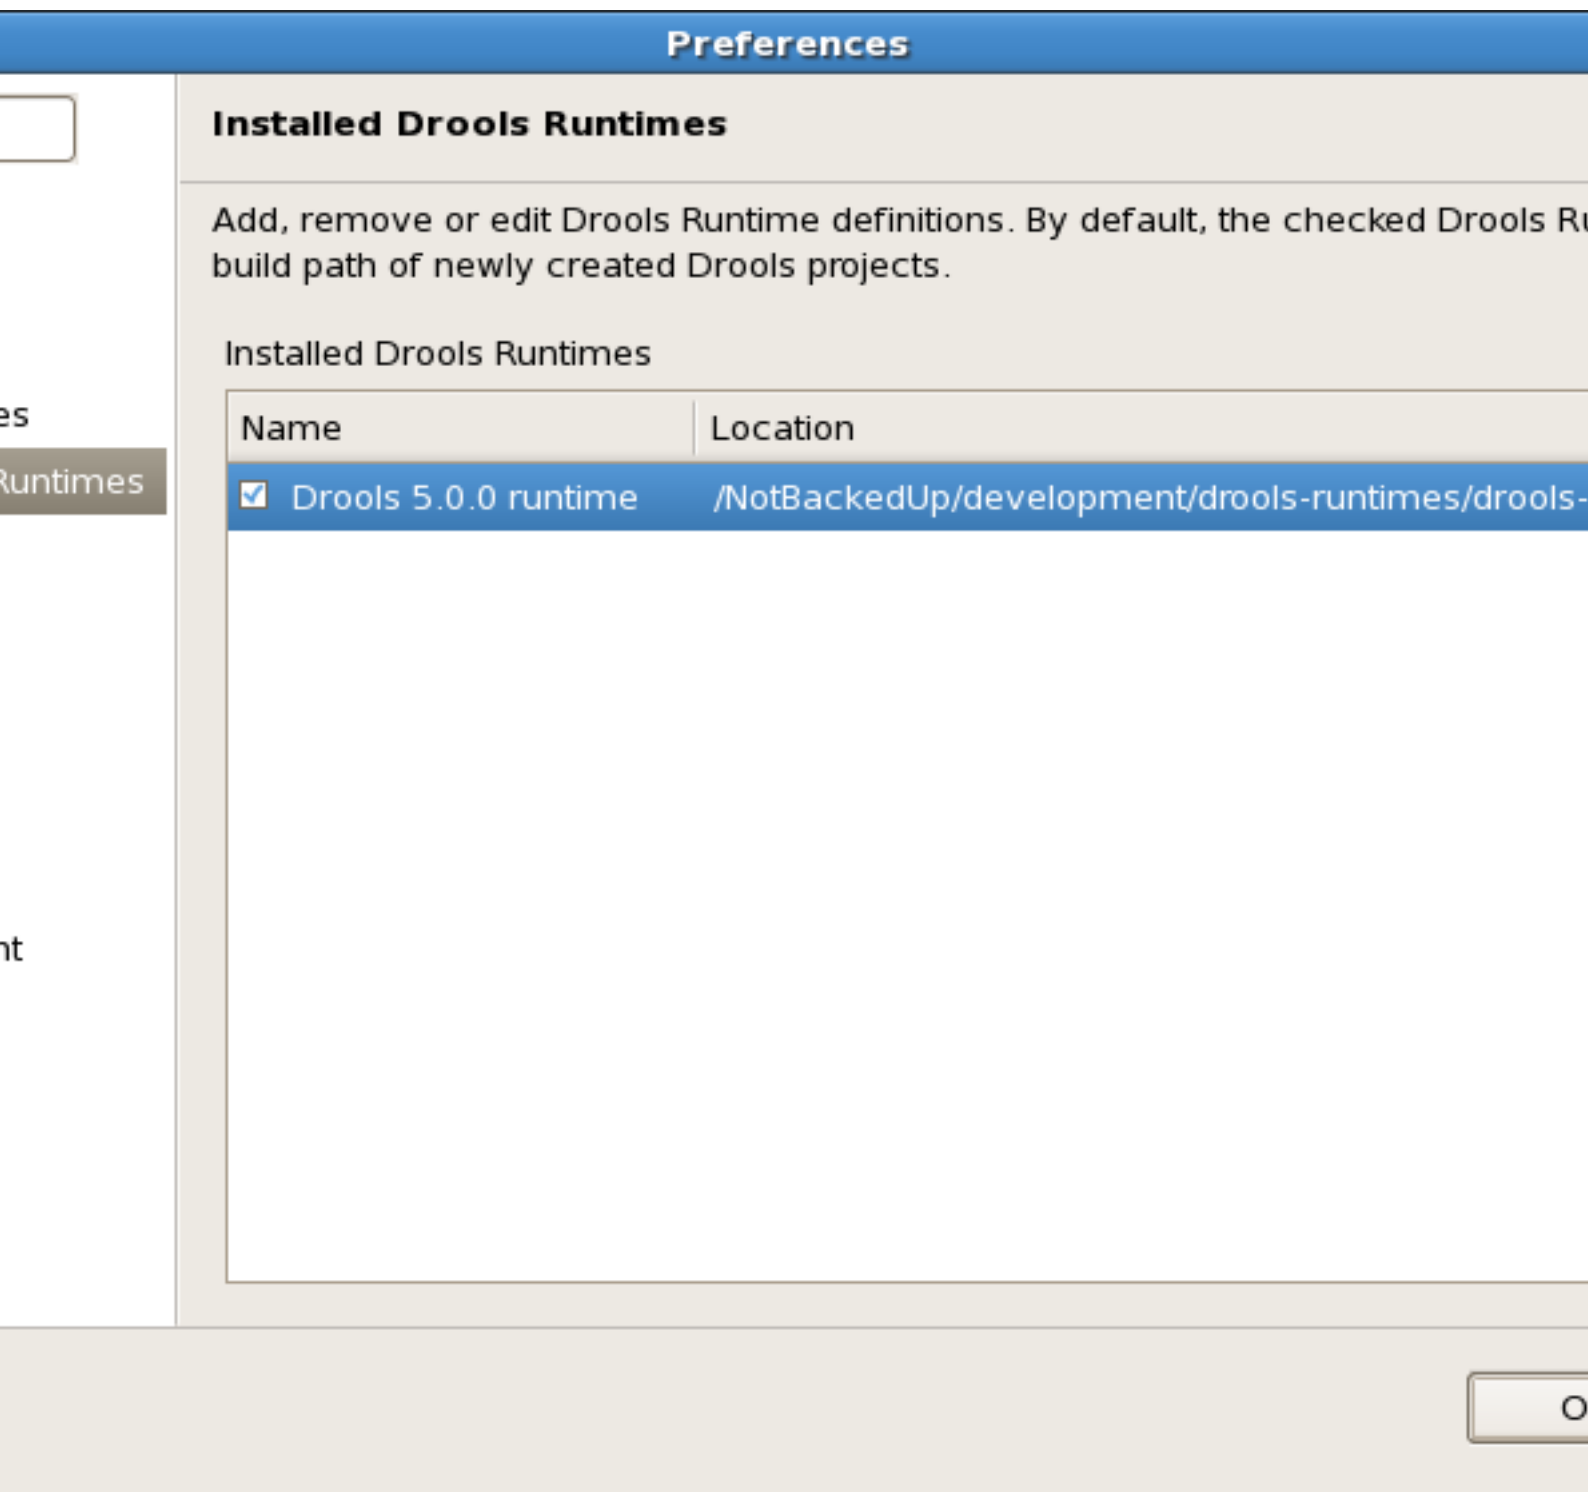 Preferences
Installed Drools Runtimes
Add, remove or edit Drools Runtime definitions. By default, the checked Drools
build path of newly created Drools projects.
Installed Drools Runtimes
Name Location
Runtimes
Drools 5.0.0 runtime /NotBackedUp/development/drools-runtimes/drools-